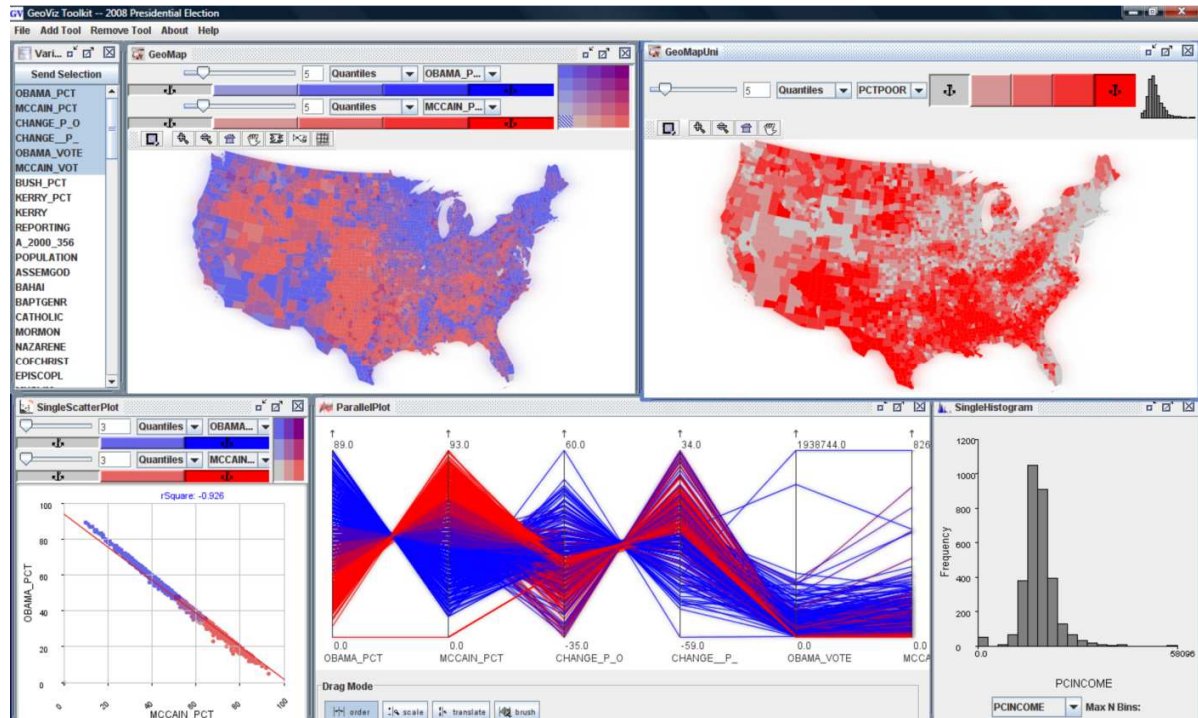 GV GeoViz Toolkit -- 2008 Presidential Election
File Add Tool Remove Tool About Help
Vari...
Send Selection
OBAMA_PCT
MCCAIN_PCT
CHANGE_P_O
CHANGE__P_
OBAMA_VOTE
MCCAIN_VOT
BUSH_PCT
KERRY_PCT
KERRY
REPORTING
A_2000_356
POPULATION
ASSEMGOD
BAHAI
BAPTGENR
CATHOLIC
MORMON
NAZARENE
COFCHRIST
EPISCOPL
GeoMap
5 Quantiles OBAMA_P...
5 Quantiles MCCAIN_P...
GeoMapUni
5 Quantiles PCTPOOR
SingleScatterPlot
3 Quantiles OBAMA...
3 Quantiles MCCAIN...
rSquare: -0.926
100
80
60
40
20
0
OBAMA_PCT
0 20 40 60 80 100
MCCAIN_PCT
ParallelPlot
89.0 93.0 60.0 34.0 1938744.0 826
0.0 0.0 -35.0 -59.0 0.0 0.0
OBAMA_PCT MCCAIN_PCT CHANGE_P_O CHANGE__P_ OBAMA_VOTE MCCA
Drag Mode
order scale translate brush
SingleHistogram
1200
1000
800
600
400
200
0
Frequency
0.0 58096
PCINCOME
PCINCOME Max N Bins: